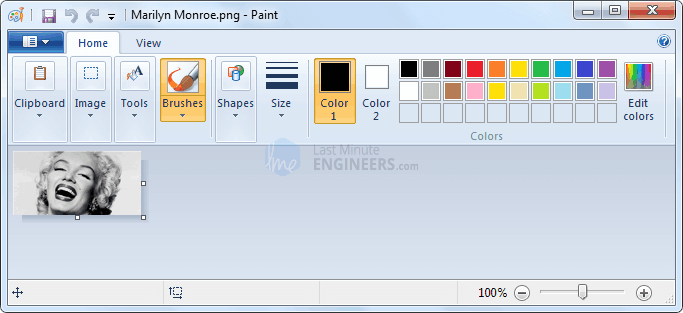 Marilyn Monroe.png - Paint
Home View
Clipboard Image Tools Brushes Shapes Size Color 1 Color 2 Edit colors
Colors
lme Last Minute
ENGINEERS.com
100%